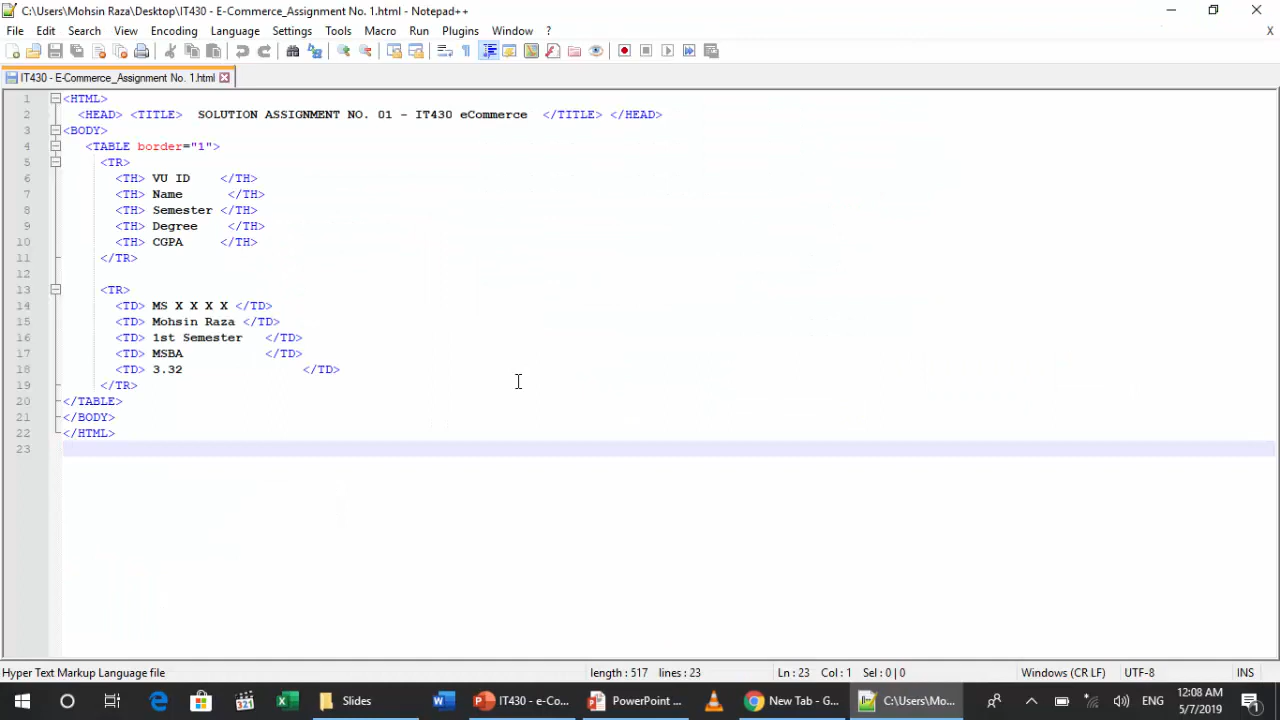 C:\Users\Mohsin Raza\Desktop\IT430 - E-Commerce_Assignment No. 1.html - Notepad++
File Edit Search View Encoding Language Settings Tools Macro Run Plugins Window ? X
IT430 - E-Commerce_Assignment No. 1.html
1 <HTML>
2 <HEAD> <TITLE> SOLUTION ASSIGNMENT NO. 01 - IT430 eCommerce </TITLE> </HEAD>
3 <BODY>
4 <TABLE border="1">
5 <TR>
6 <TH> VU ID </TH>
7 <TH> Name </TH>
8 <TH> Semester </TH>
9 <TH> Degree </TH>
10 <TH> CGPA </TH>
11 </TR>
12
13 <TR>
14 <TD> MS X X X X </TD>
15 <TD> Mohsin Raza </TD>
16 <TD> 1st Semester </TD>
17 <TD> MSBA </TD>
18 <TD> 3.32 </TD>
19 </TR>
20 </TABLE>
21 </BODY>
22 </HTML>
23
Hyper Text Markup Language file length : 517 lines : 23 Ln : 23 Col : 1 Sel : 0 | 0 Windows (CR LF) UTF-8 INS
Slides IT430 - e-Co... PowerPoint ... New Tab - G... C:\Users\Mo... ENG 12:08 AM
5/7/2019